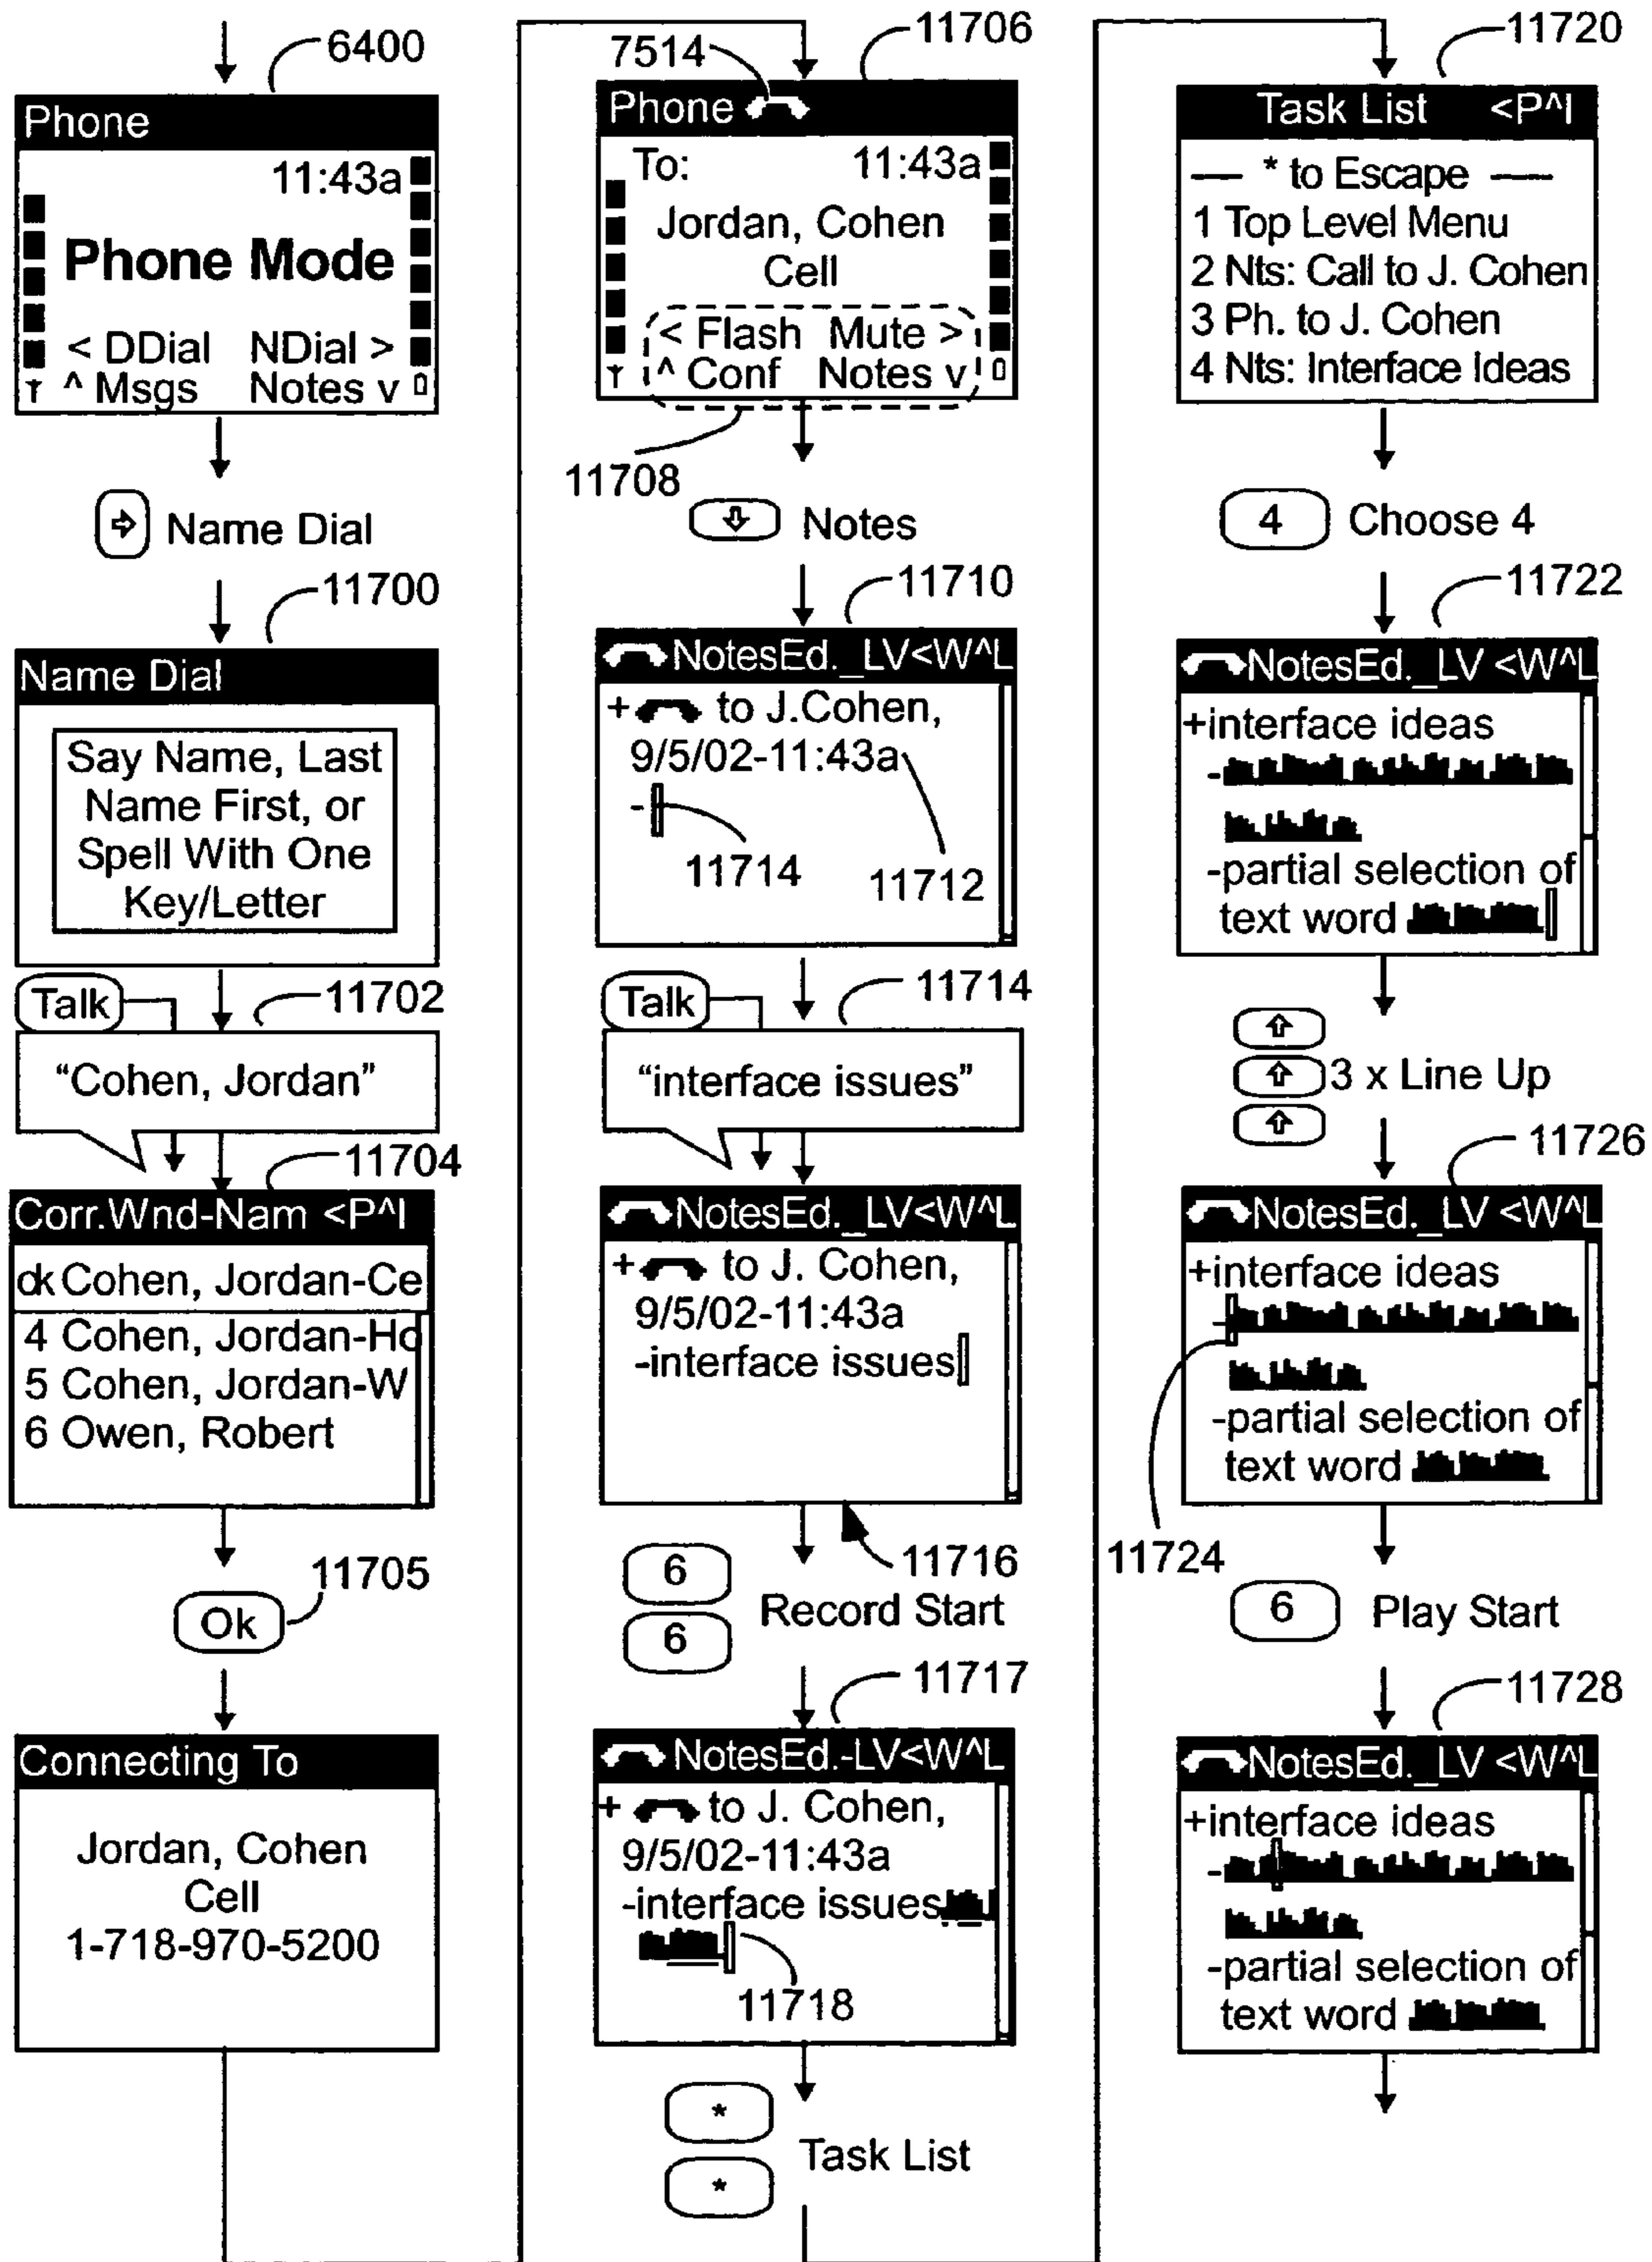 6400
Phone
11:43a
Phone Mode
< DDial NDial >
^ Msgs Notes v
Name Dial
11700
Name Dial
Say Name, Last
Name First, or
Spell With One
Key/Letter
Talk
11702
“Cohen, Jordan”
11704
Corr.Wnd-Nam <P^I
ok Cohen, Jordan-Ce
4 Cohen, Jordan-Ho
5 Cohen, Jordan-W
6 Owen, Robert
11705
Ok
Connecting To
Jordan, Cohen
Cell
1-718-970-5200
7514
11706
Phone
To: 11:43a
Jordan, Cohen
Cell
< Flash Mute >
^ Conf Notes v
11708
Notes
11710
NotesEd._LV<W^L
+ to J.Cohen,
9/5/02-11:43a
-
11714 11712
Talk
11714
“interface issues”
NotesEd._LV<W^L
+ to J. Cohen,
9/5/02-11:43a
-interface issues
11716
6
6
Record Start
11717
NotesEd.-LV<W^L
+ to J. Cohen,
9/5/02-11:43a
-interface issues
11718
*
*
Task List
11720
Task List <P^I
— * to Escape —
1 Top Level Menu
2 Nts: Call to J. Cohen
3 Ph. to J. Cohen
4 Nts: Interface Ideas
4 Choose 4
11722
NotesEd._LV <W^L
+interface ideas
-
-partial selection of
text word
3 x Line Up
11726
NotesEd._LV <W^L
+interface ideas
-
-partial selection of
text word
11724
6 Play Start
11728
NotesEd._LV <W^L
+interface ideas
-
-partial selection of
text word